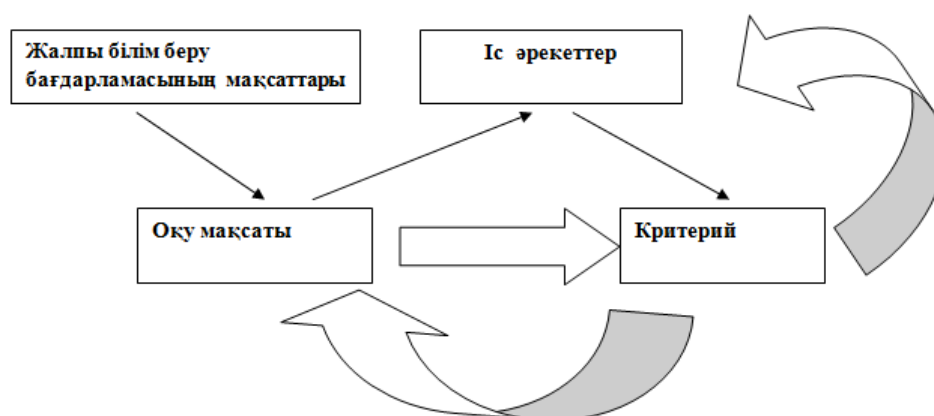 Жалпы білім беру
бағдарламасының мақсаттары
Іс әрекеттер
Оқу мақсаты
Критерий